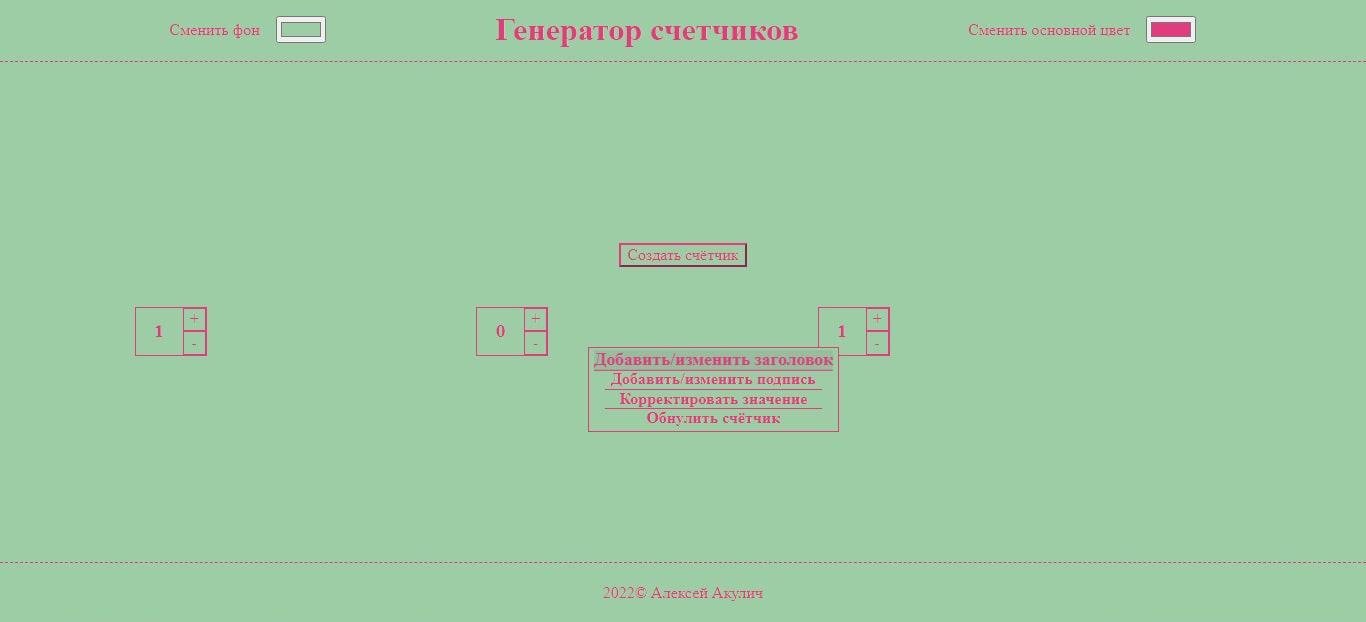 Сменить фон
Генератор счетчиков
Сменить основной цвет
Создать счётчик
1 + -
0 + -
1 + -
Добавить/изменить заголовок
Добавить/изменить подпись
Корректировать значение
Обнулить счётчик
2022© Алексей Акулич